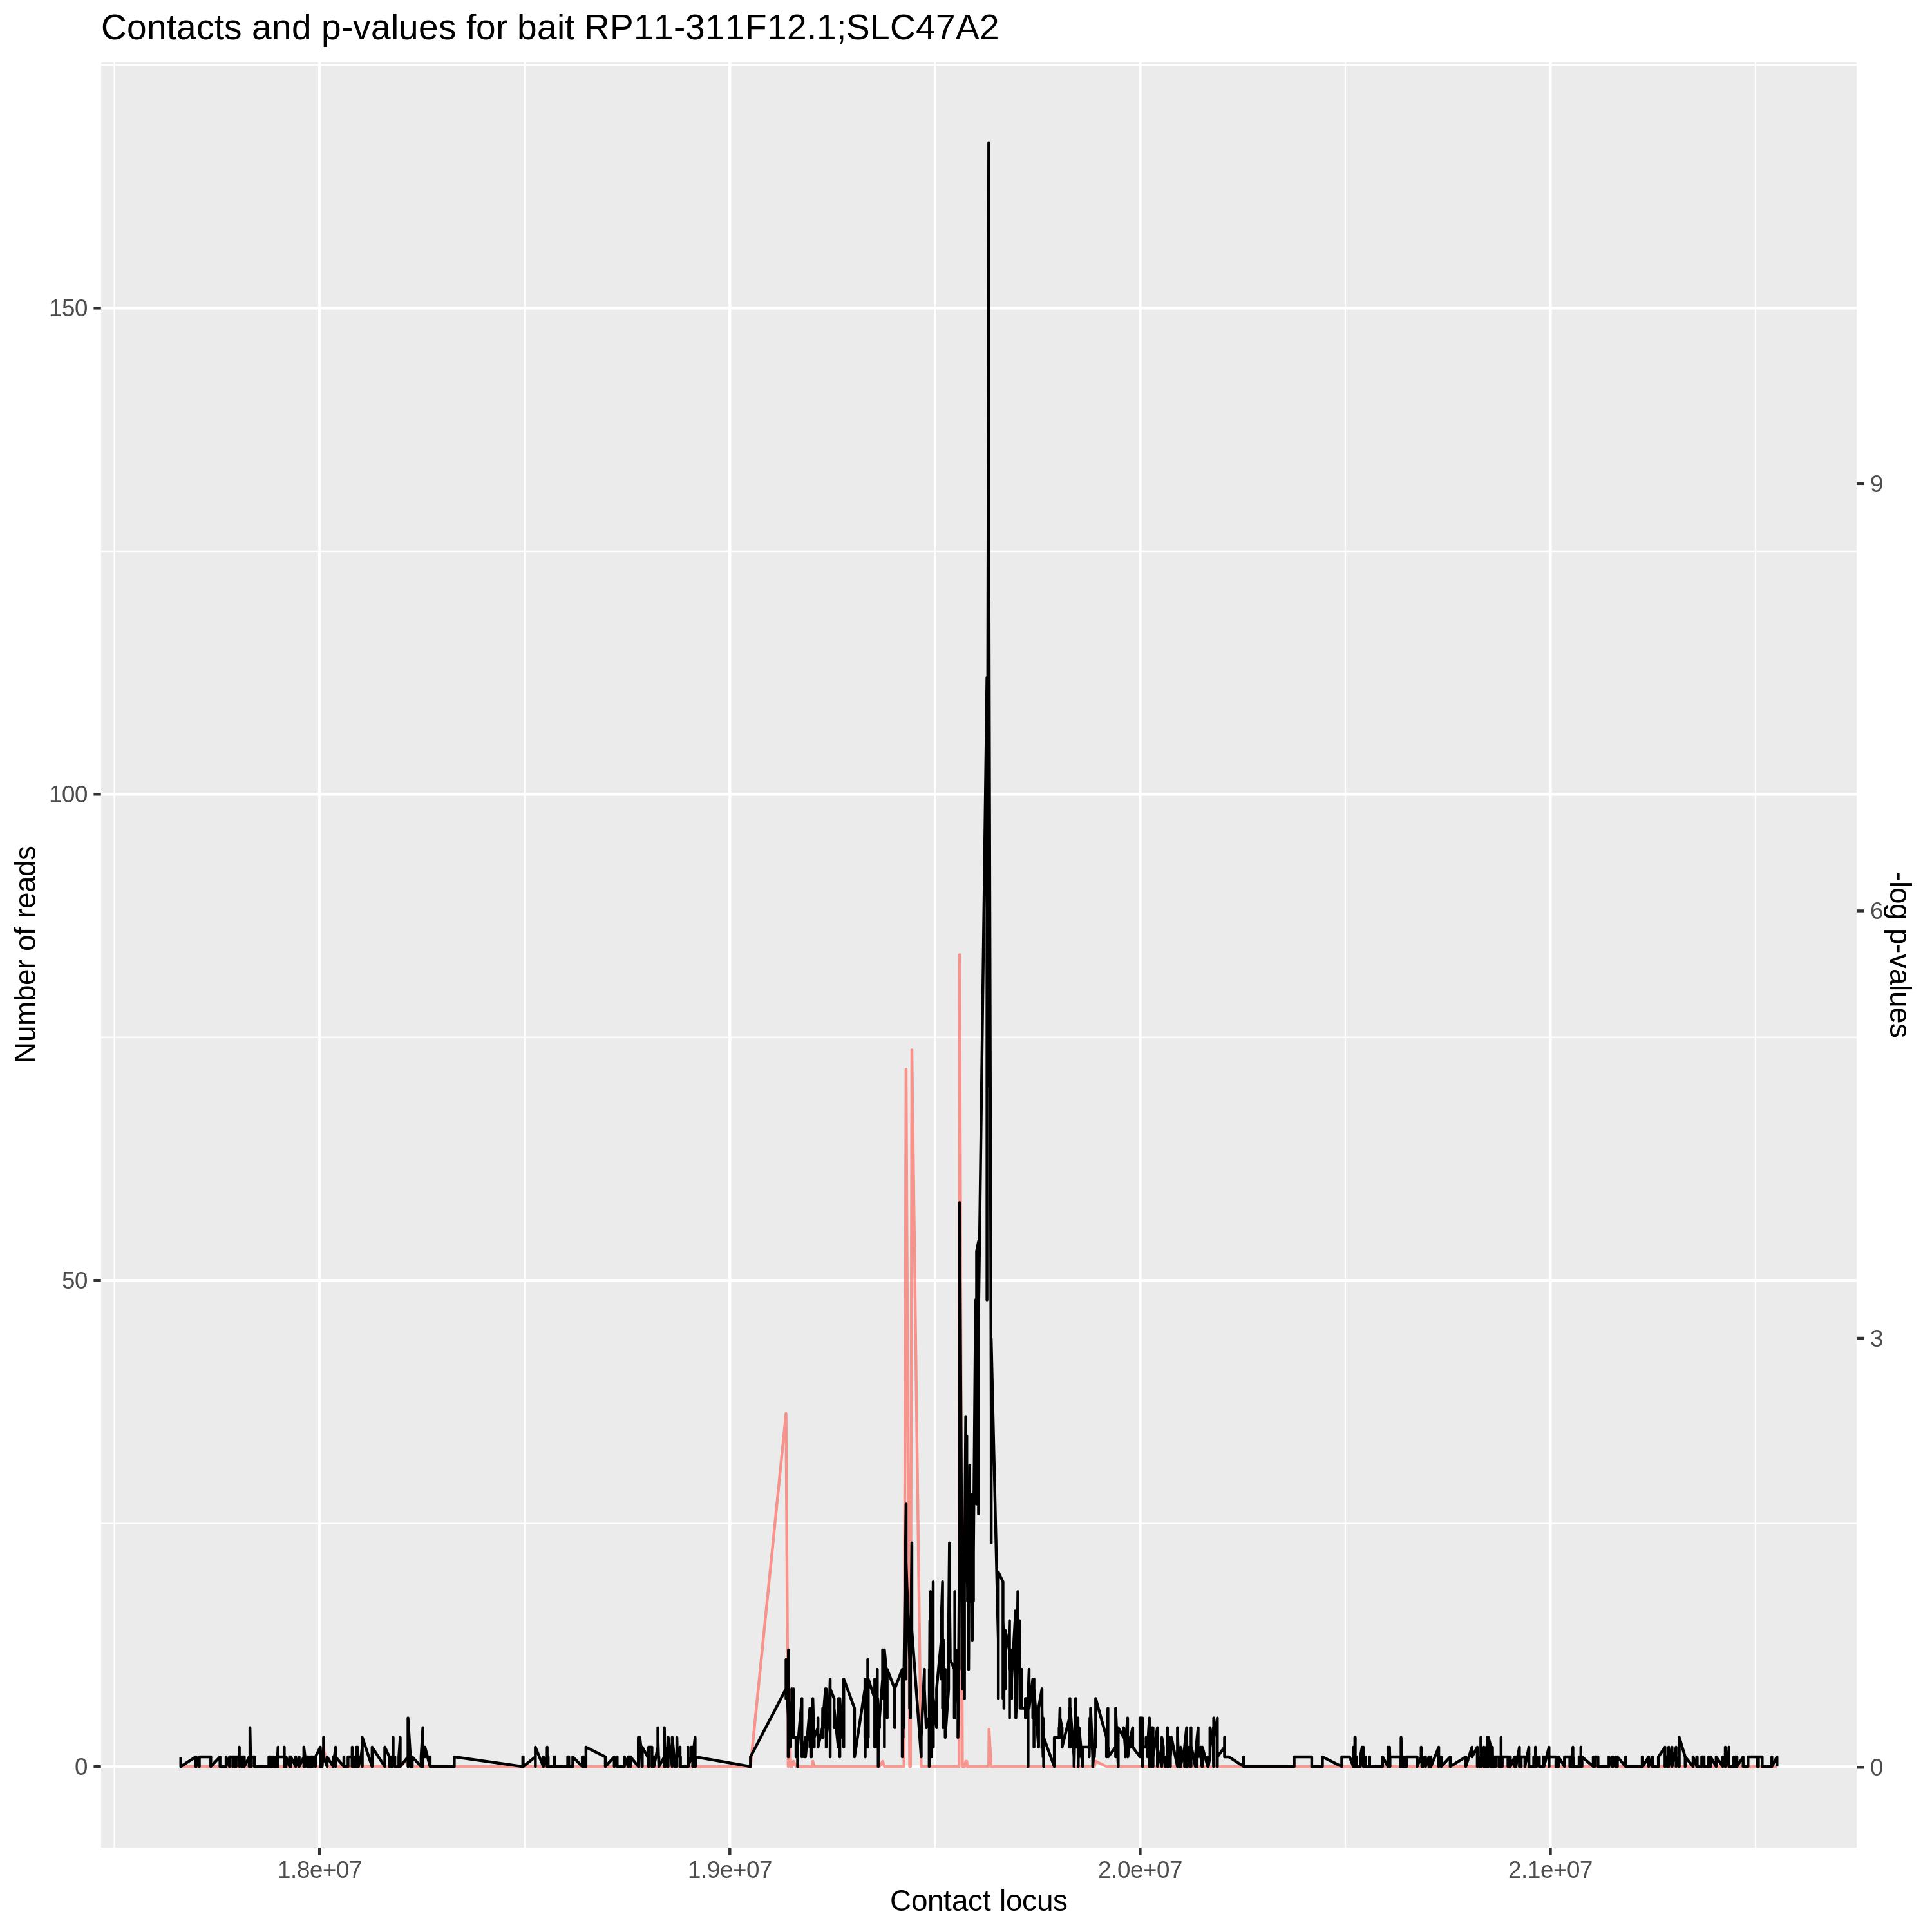 Contacts and p-values for bait RP11-311F12.1;SLC47A2
150
100
50
0
Number of reads
9
6
3
0
-log p-values
1.8e+07
1.9e+07
2.0e+07
2.1e+07
Contact locus